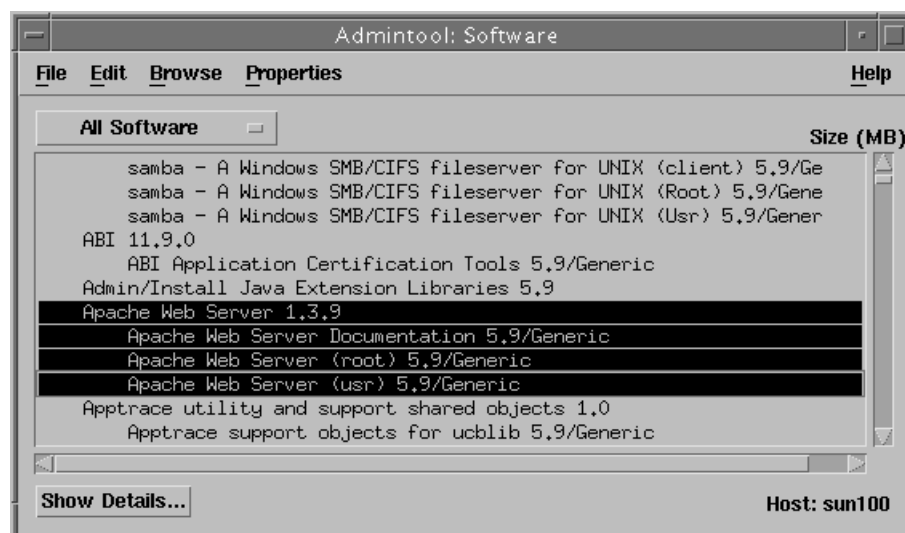 Admintool: Software
File Edit Browse Properties Help
All Software
Size (MB)
samba - A Windows SMB/CIFS fileserver for UNIX (client) 5.9/Ge
samba - A Windows SMB/CIFS fileserver for UNIX (Root) 5.9/Gene
samba - A Windows SMB/CIFS fileserver for UNIX (Usr) 5.9/Gener
ABI 11.9.0
ABI Application Certification Tools 5.9/Generic
Admin/Install Java Extension Libraries 5.9
Apache Web Server 1.3.9
Apache Web Server Documentation 5.9/Generic
Apache Web Server (root) 5.9/Generic
Apache Web Server (usr) 5.9/Generic
Apptrace utility and support shared objects 1.0
Apptrace support objects for ucblib 5.9/Generic
Show Details... Host: sun100